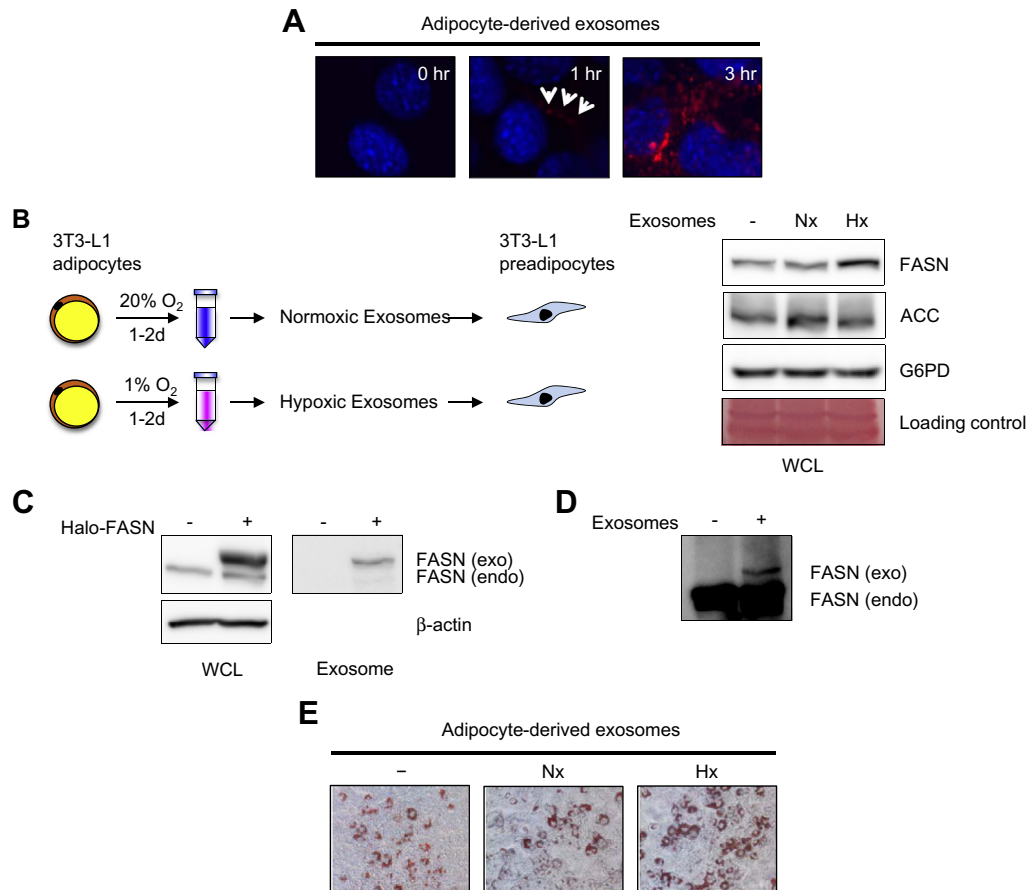 A
Adipocyte-derived exosomes
0 hr
1 hr
3 hr
B
3T3-L1
adipocytes
20% O2
1-2d
Normoxic Exosomes
3T3-L1
preadipocytes
1% O2
1-2d
Hypoxic Exosomes
Exosomes - Nx Hx
FASN
ACC
G6PD
Loading control
WCL
C
Halo-FASN - + - +
FASN (exo)
FASN (endo)
β-actin
WCL Exosome
D
Exosomes - +
FASN (exo)
FASN (endo)
E
Adipocyte-derived exosomes
– Nx Hx